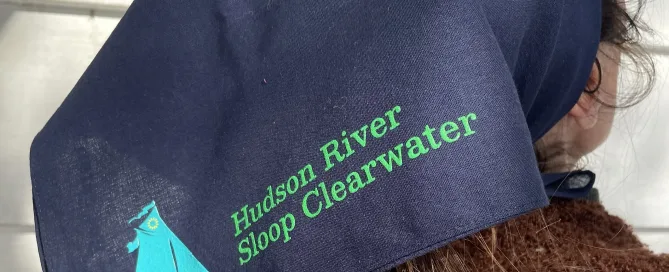 Hudson River
Sloop Clearwater